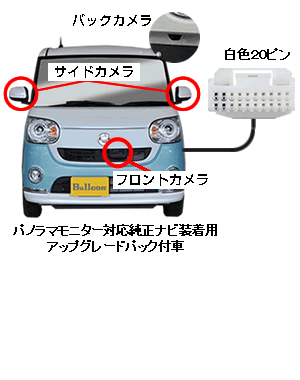 バックカメラ
白色20ピン
サイドカメラ
Bullcon
フロントカメラ
パノラマモニター対応純正ナビ装着用
アップグレードパック付車